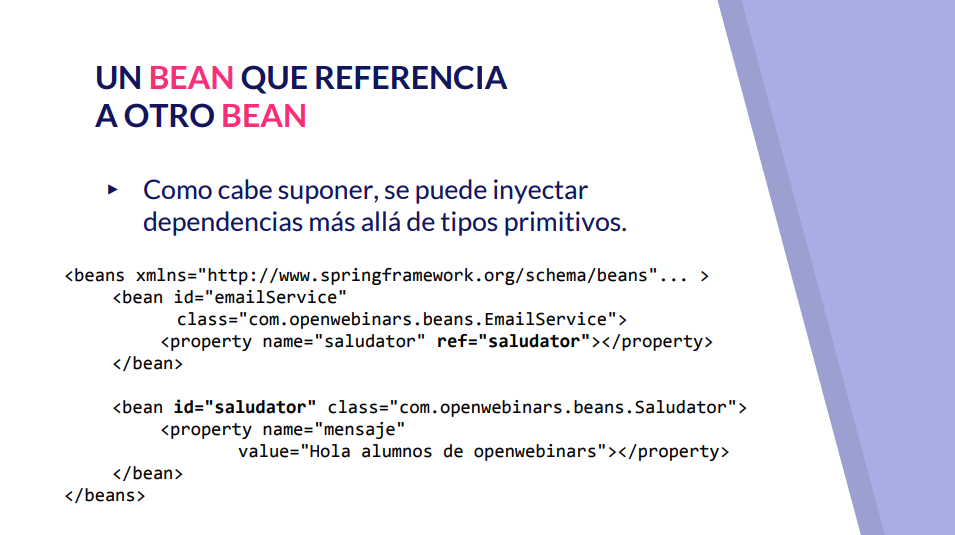 UN BEAN QUE REFERENCIA
A OTRO BEAN
▸ Como cabe suponer, se puede inyectar
dependencias más allá de tipos primitivos.
<beans xmlns="http://www.springframework.org/schema/beans"... >
    <bean id="emailService"
          class="com.openwebinars.beans.EmailService">
        <property name="saludator" ref="saludator"></property>
    </bean>

    <bean id="saludator" class="com.openwebinars.beans.Saludator">
        <property name="mensaje"
                value="Hola alumnos de openwebinars"></property>
    </bean>
</beans>